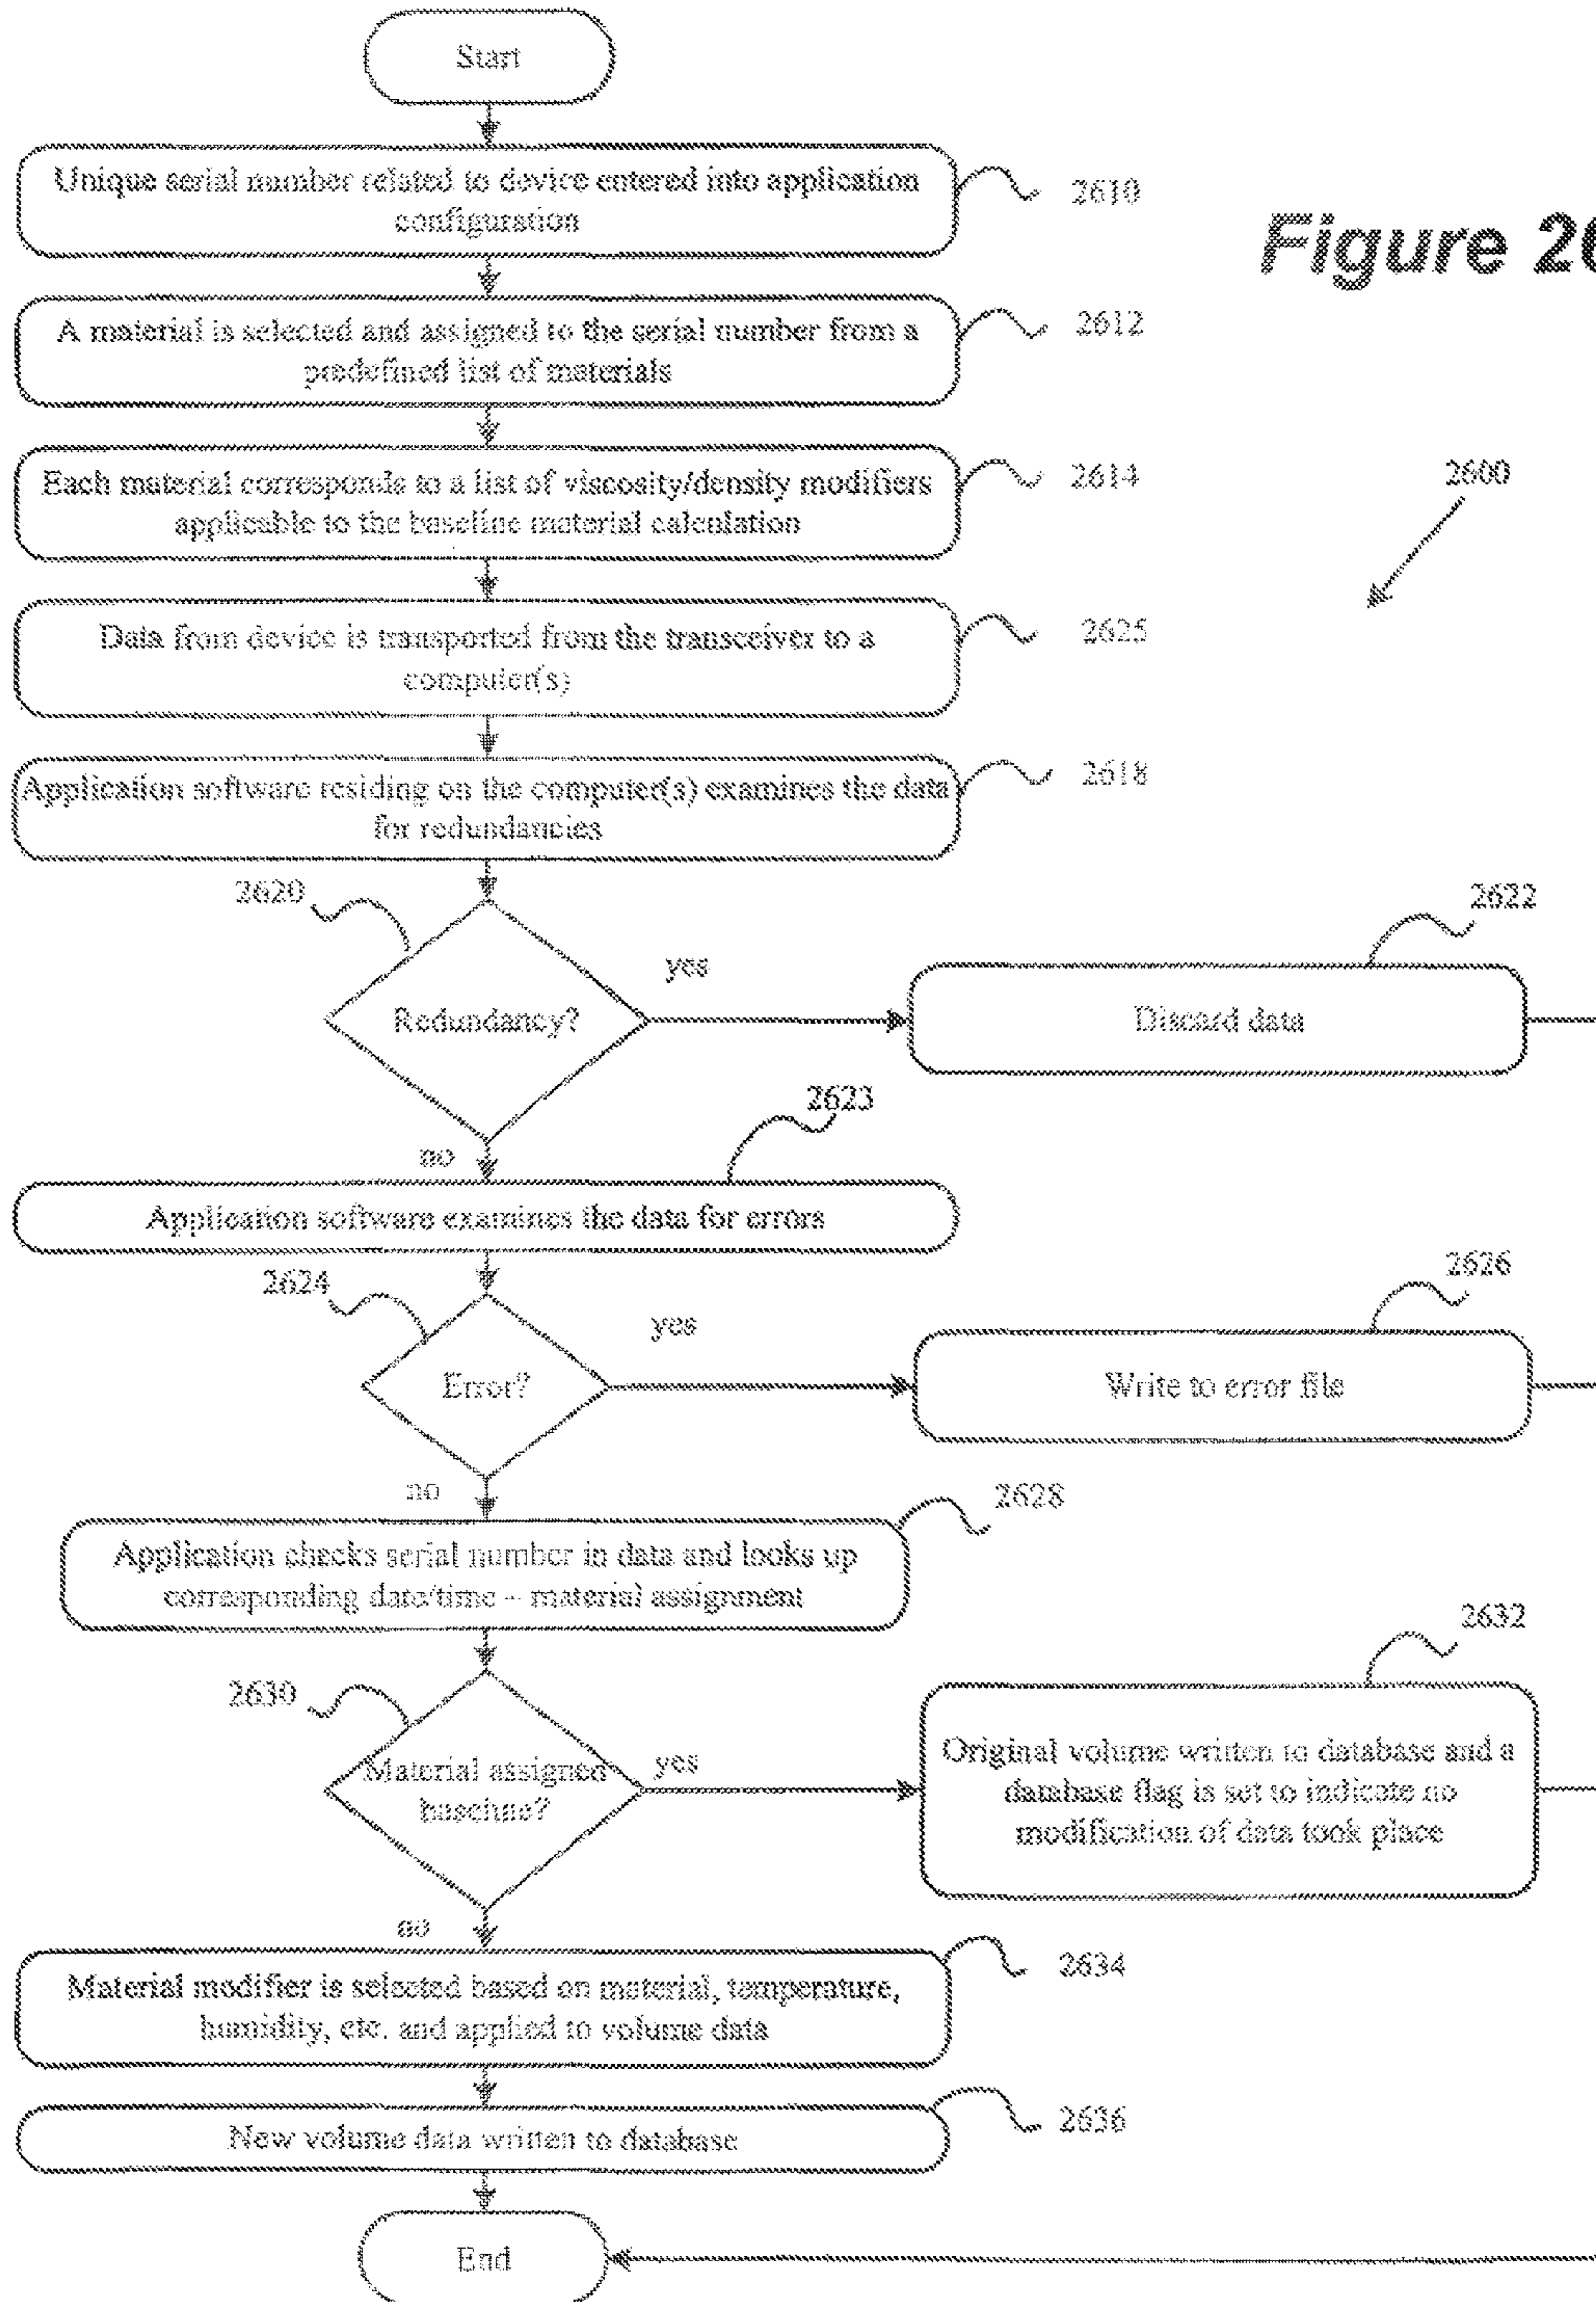 Start
Unique serial number related to device entered into application
configuration
2610
Figure 26
A material is selected and assigned to the serial number from a
predefined list of materials
2612
Each material corresponds to a list of viscosity/density modifiers
applicable to the baseline material calculation
2614
2600
Data from device is transported from the transceiver to a
computer(s)
2625
Application software residing on the computer(s) examines the data
for redundancies
2618
2620
2622
yes
Redundancy?
Discard data
2623
no
Application software examines the data for errors
2624
2626
yes
Error?
Write to error file
no
2628
Application checks serial number in data and looks up
corresponding date/time – material assignment
2632
2630
Material assigned
baseline?
yes
Original volume written to database and a
database flag is set to indicate no
modification of data took place
no
Material modifier is selected based on material, temperature,
humidity, etc. and applied to volume data
2634
New volume data written to database
2636
End